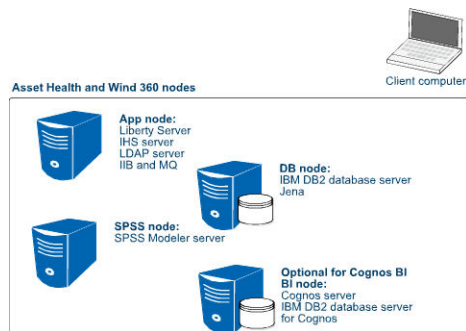 Client computer
Asset Health and Wind 360 nodes
App node:
Liberty Server
IHS server
LDAP server
IIB and MQ
DB node:
IBM DB2 database server
Jena
SPSS node:
SPSS Modeler server
Optional for Cognos BI
BI node:
Cognos server
IBM DB2 database server
for Cognos